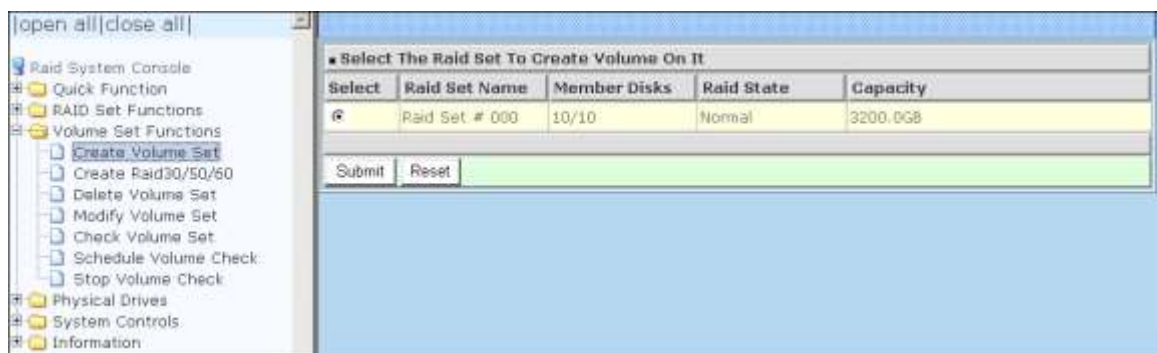 |open all|close all|
Raid System Console
Quick Function
RAID Set Functions
Volume Set Functions
Create Volume Set
Create Raid30/50/60
Delete Volume Set
Modify Volume Set
Check Volume Set
Schedule Volume Check
Stop Volume Check
Physical Drives
System Controls
Information
Select The Raid Set To Create Volume On It
Select Raid Set Name Member Disks Raid State Capacity
Raid Set # 000 10/10 Normal 3200.0GB
Submit Reset